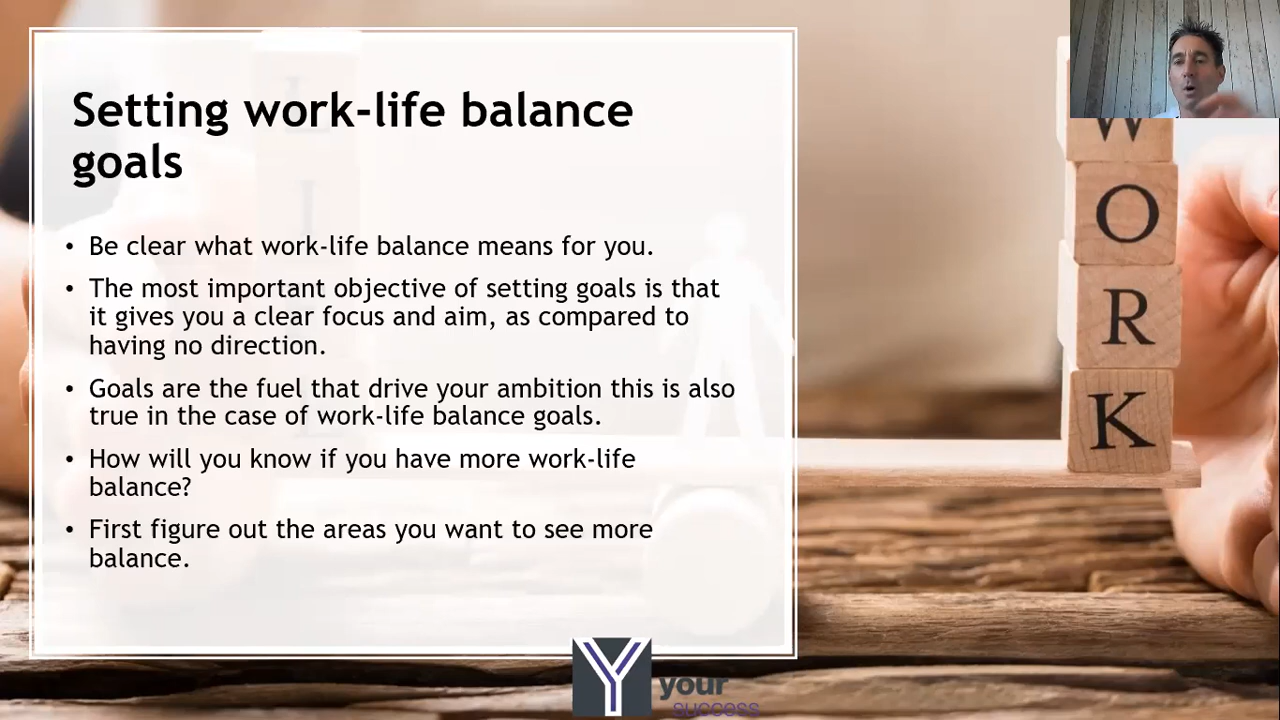 Setting work-life balance
goals
• Be clear what work-life balance means for you.
• The most important objective of setting goals is that
it gives you a clear focus and aim, as compared to
having no direction.
• Goals are the fuel that drive your ambition this is also
true in the case of work-life balance goals.
• How will you know if you have more work-life
balance?
• First figure out the areas you want to see more
balance.
W
O
R
K
Y
your
success